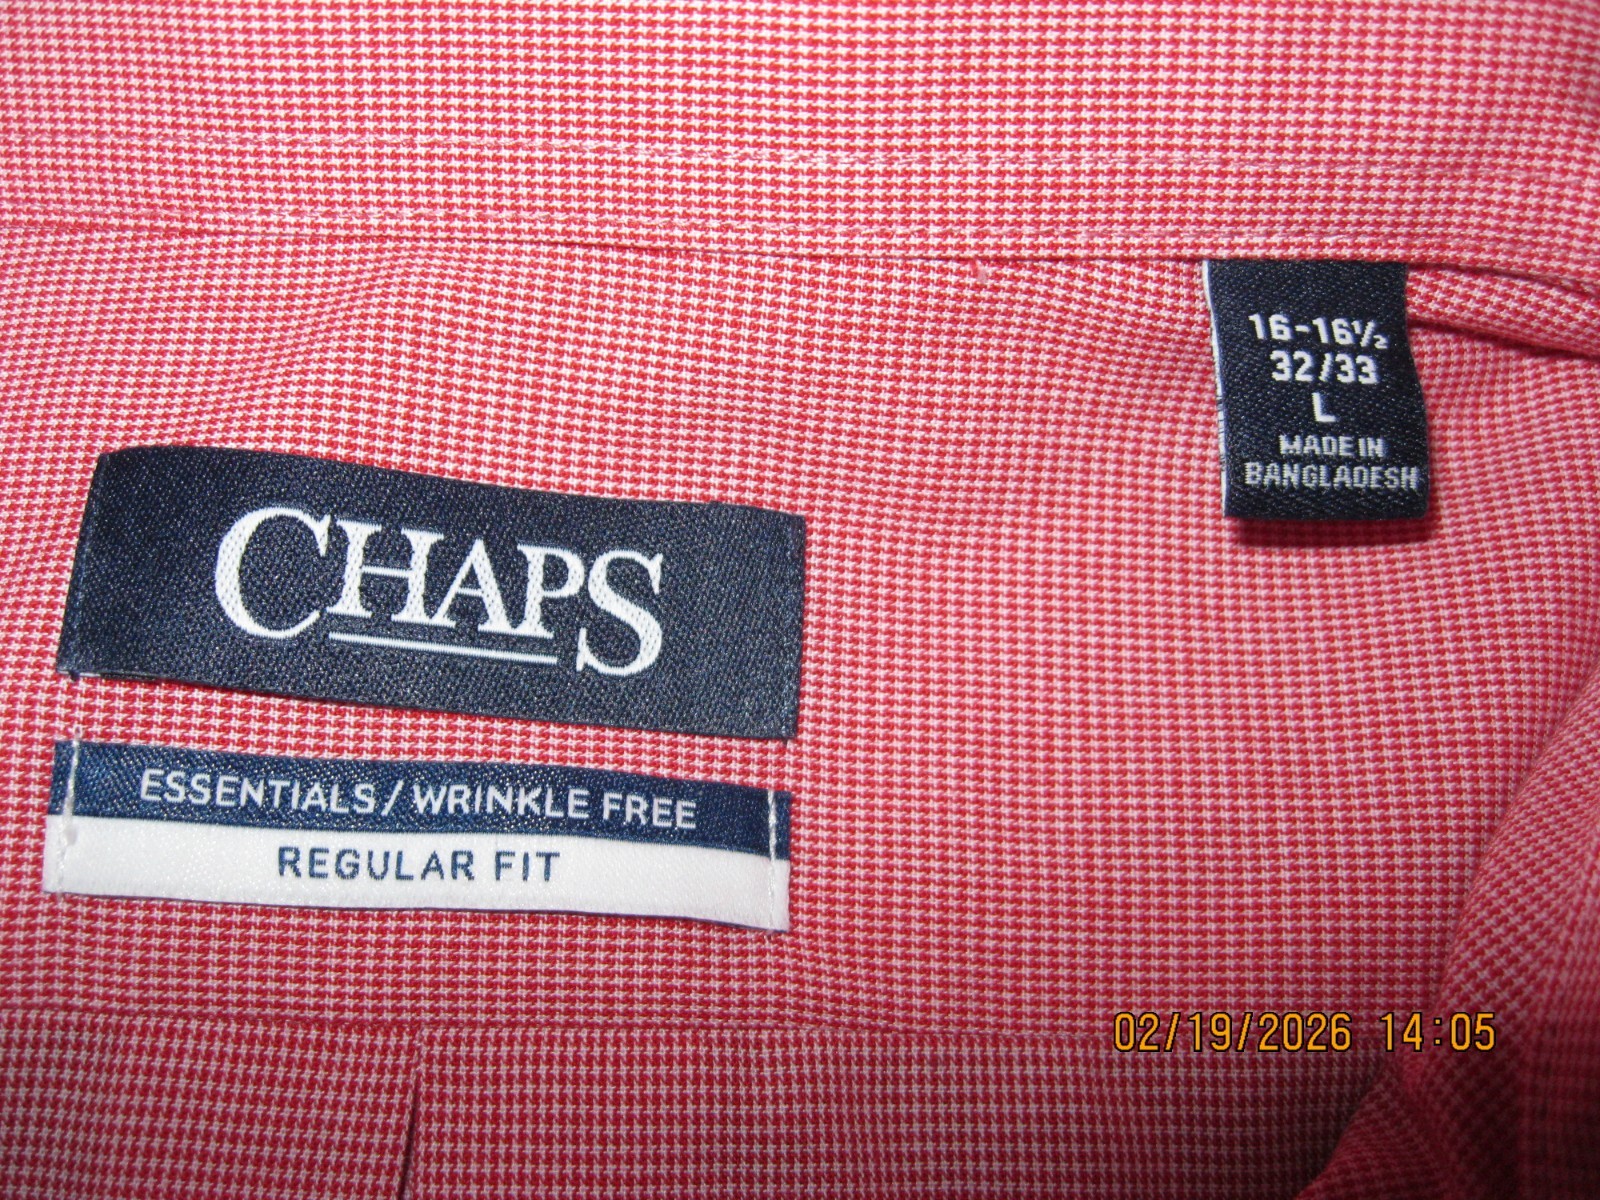 16-16½
32/33
L
MADE IN
BANGLADESH
CHAPS
ESSENTIALS/WRINKLE FREE
REGULAR FIT
02/19/2026 14:05